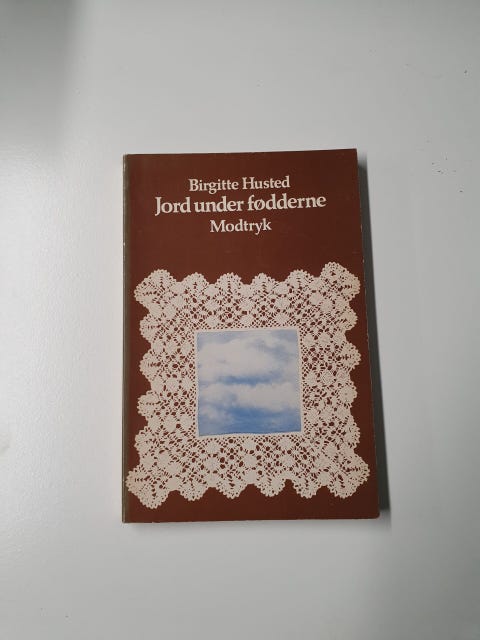 Birgitte Husted
Jord under fødderne
Modtryk